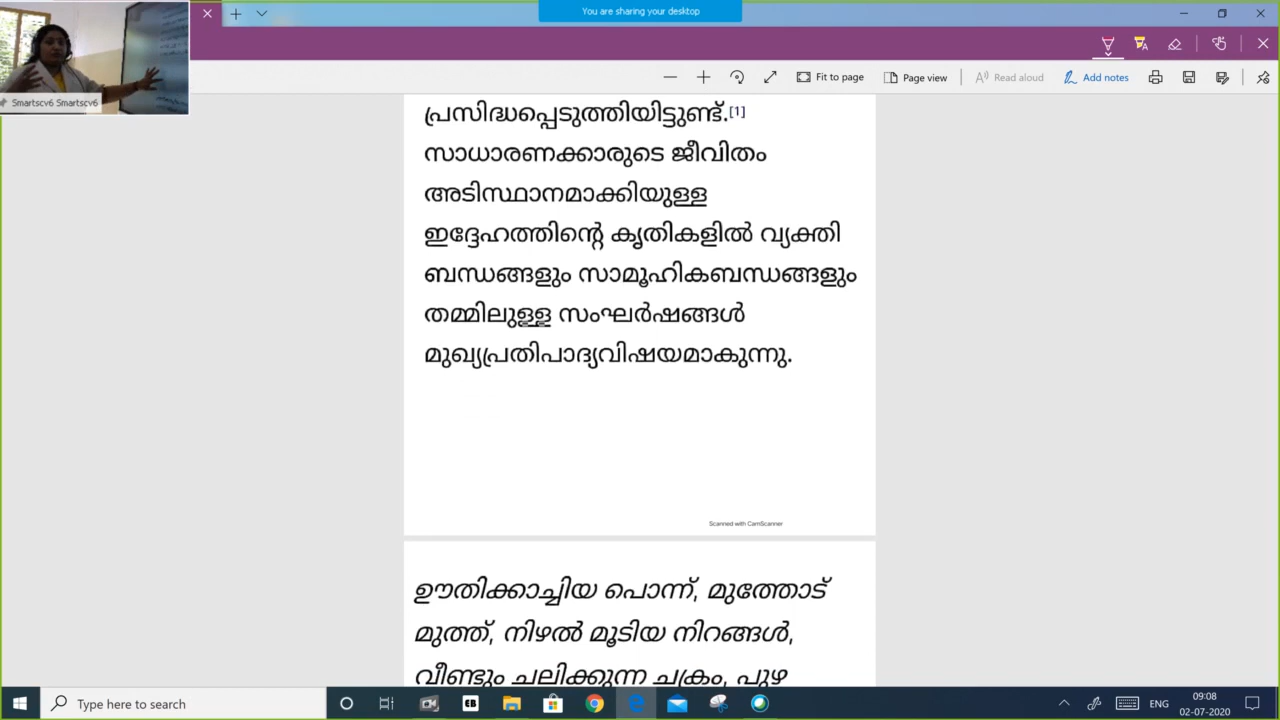 You are sharing your desktop
Smartscv6 Smartscv6
Fit to page
Page view
Read aloud
Add notes
പ്രസിദ്ധപ്പെടുത്തിയിട്ടുണ്ട്.[1]
സാധാരണക്കാരുടെ ജീവിതം
അടിസ്ഥാനമാക്കിയുള്ള
ഇദ്ദേഹത്തിന്റെ കൃതികളിൽ വ്യക്തി
ബന്ധങ്ങളും സാമൂഹികബന്ധങ്ങളും
തമ്മിലുള്ള സംഘർഷങ്ങൾ
മുഖ്യപ്രതിപാദ്യവിഷയമാകുന്നു.
Scanned with CamScanner
ഊതിക്കാച്ചിയ പൊന്ന്, മുത്തോട്
മുത്ത്, നിഴൽ മൂടിയ നിറങ്ങൾ,
വീണ്ടും ചലിക്കുന്ന ചക്രം, പുഴ
Type here to search
ENG
09:08
02-07-2020